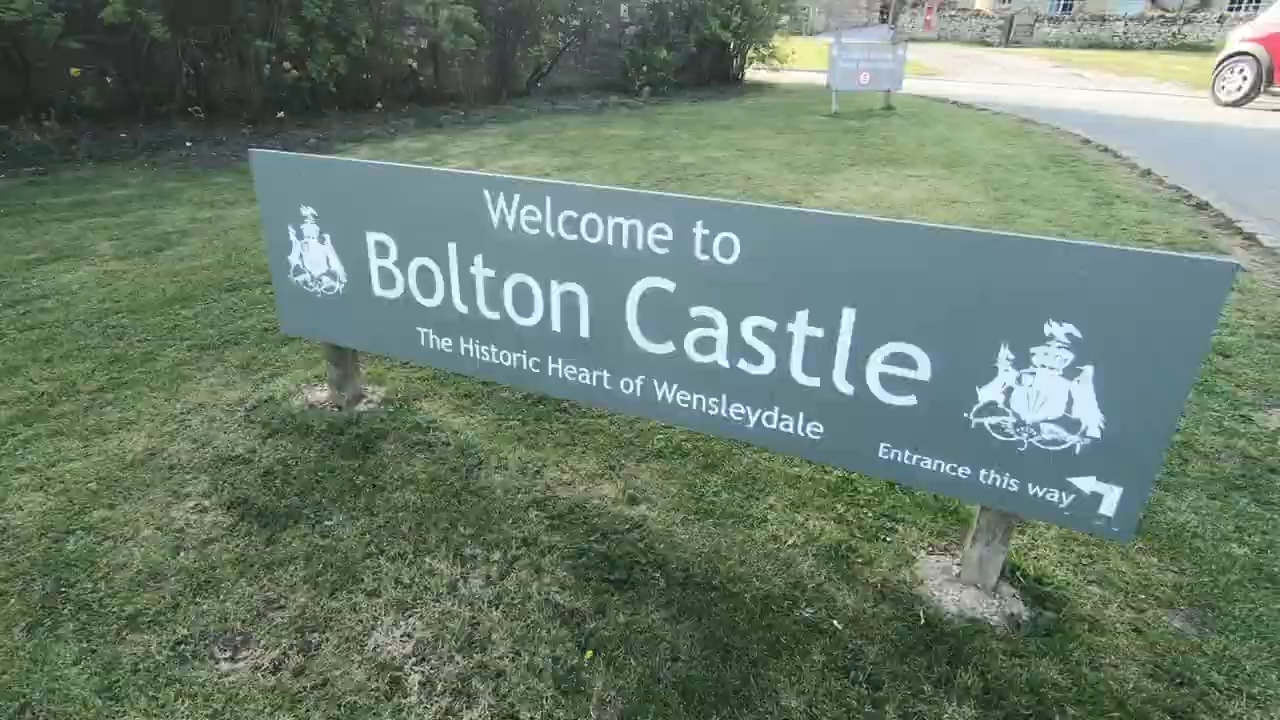 Welcome to
Bolton Castle
The Historic Heart of Wensleydale
Entrance this way